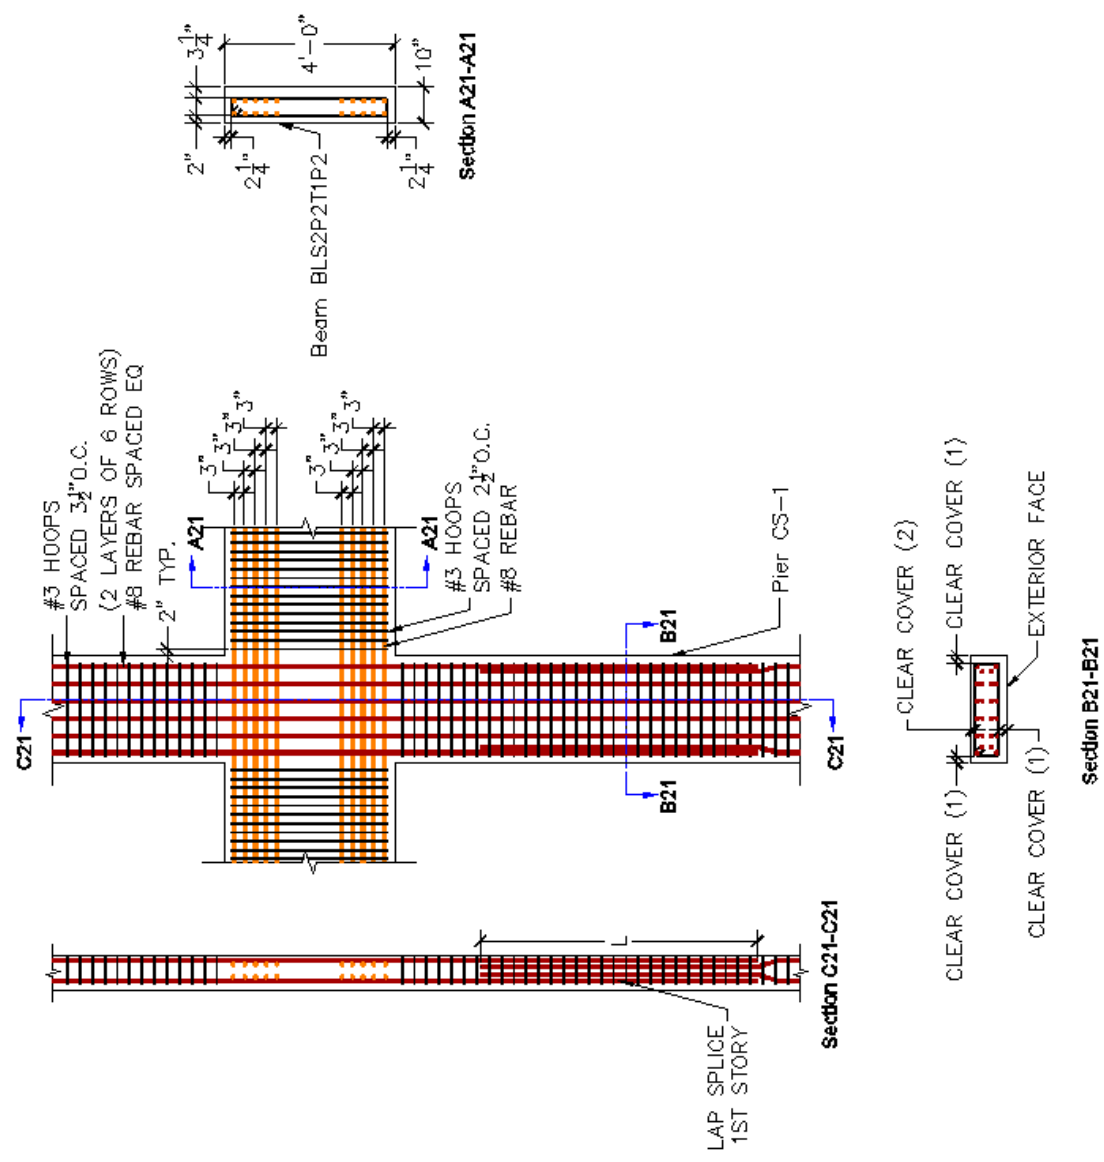 3 1/4"
2"
4'-0"
10"
2 1/4"
2 1/4"
Section A21-A21
Beam BLS2P2T1P2
#3 HOOPS
SPACED 3 1/2"O.C.
(2 LAYERS OF 6 ROWS)
#8 REBAR SPACED EQ
2" TYP.
3"
3"
3"
3"
3"
3"
3"
3"
A21
A21
#3 HOOPS
SPACED 2 1/2"O.C.
#8 REBAR
C21
C21
Pier CS-1
B21
B21
L
LAP SPLICE
1ST STORY
Section C21-C21
CLEAR COVER (2)
CLEAR COVER (1)
EXTERIOR FACE
CLEAR COVER (1)
CLEAR COVER (1)
Section B21-B21